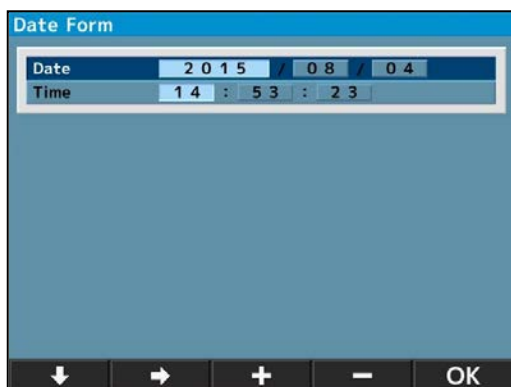 Date Form
Date 2015 / 08 / 04
Time 14 : 53 : 23
+ − OK